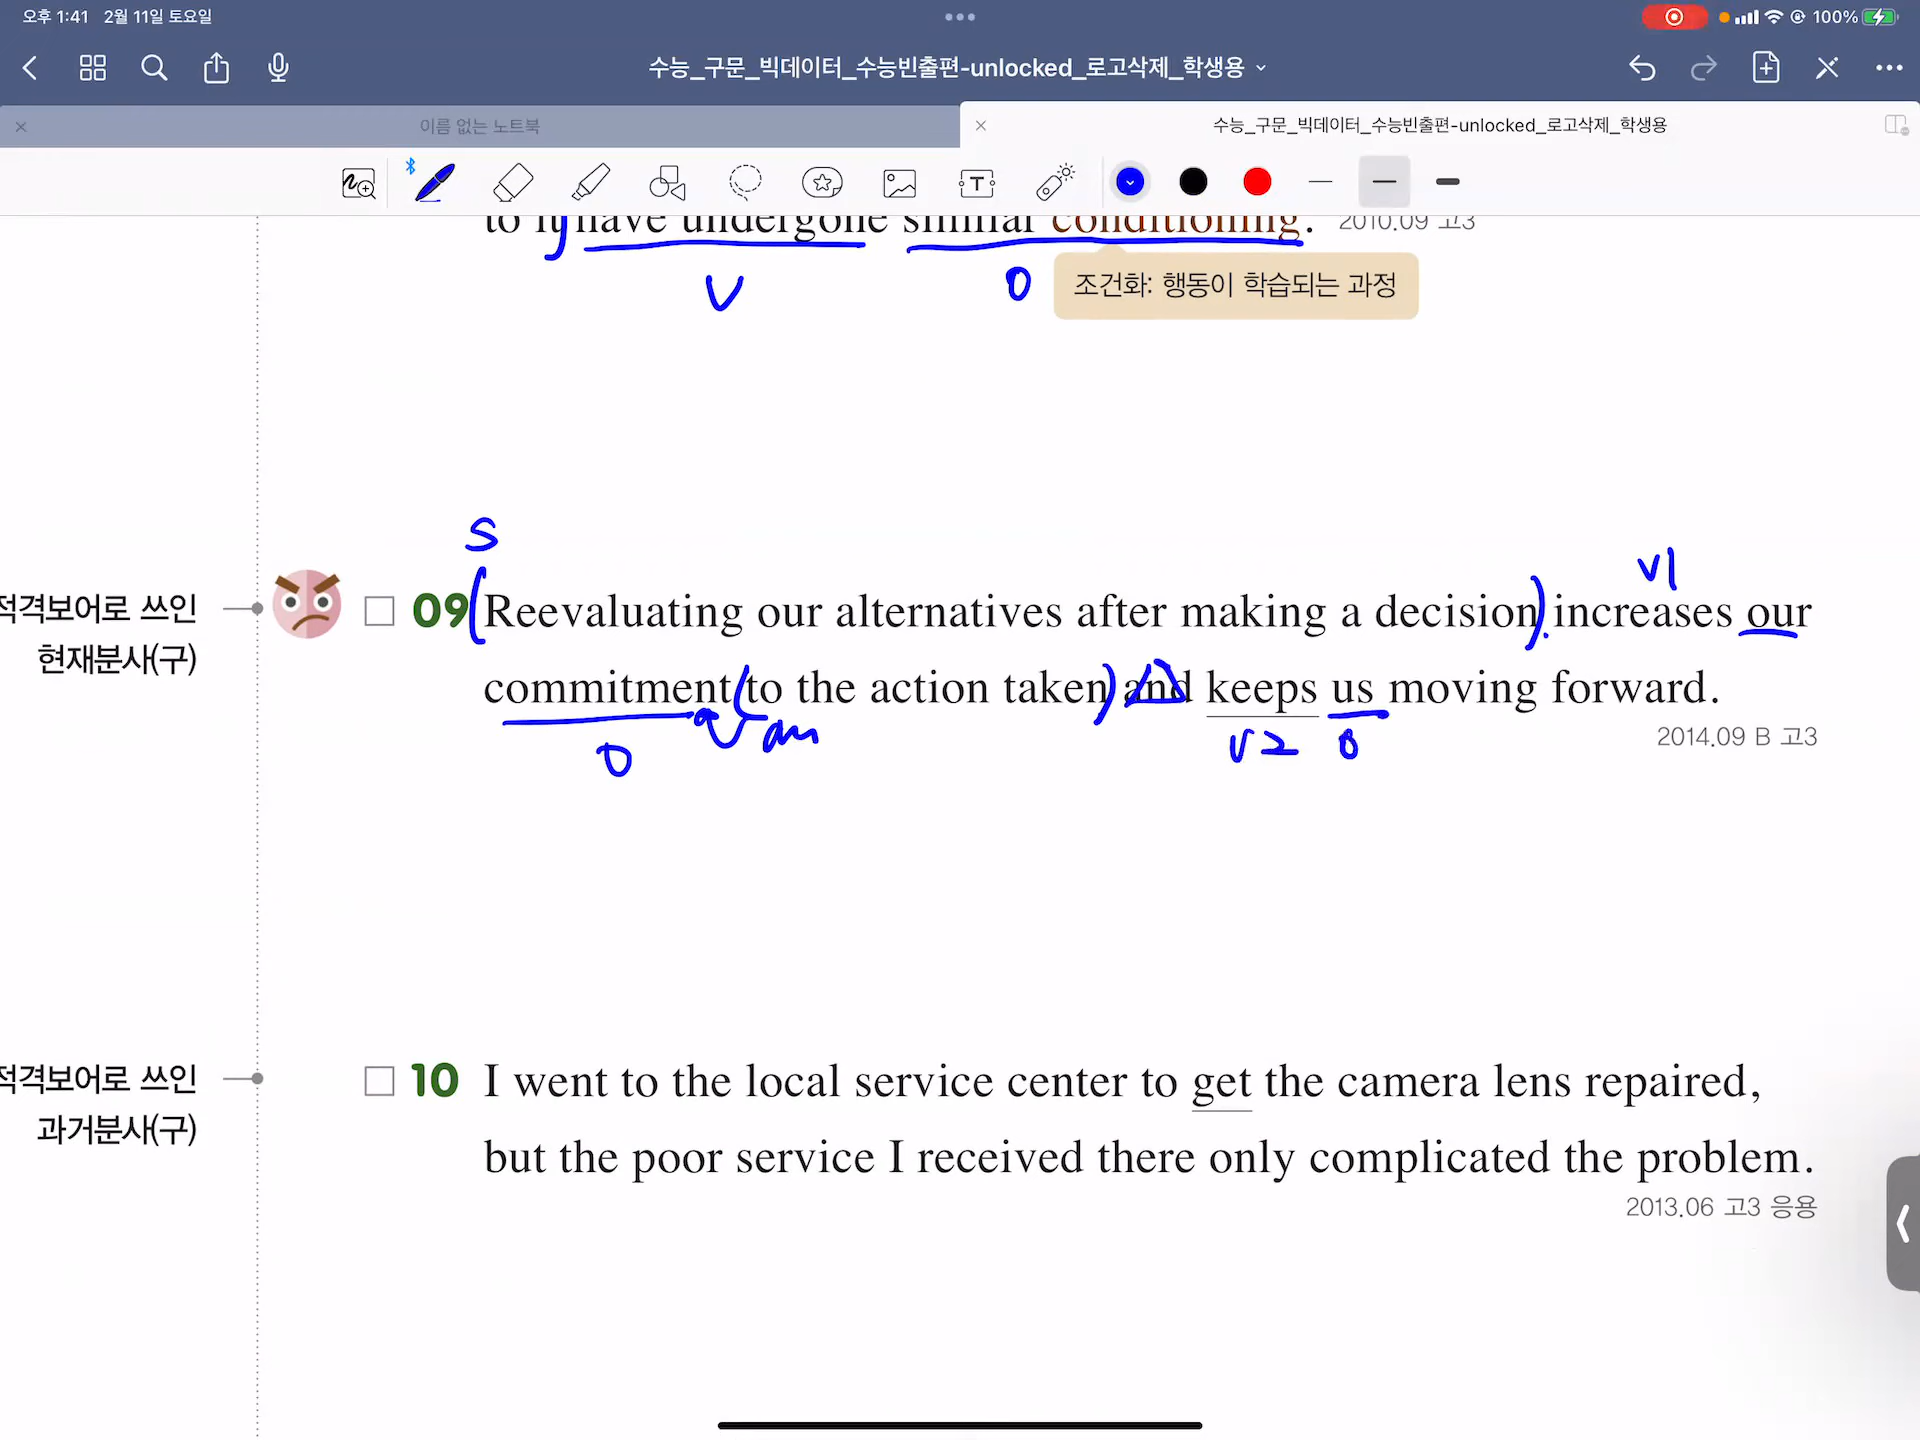 오후 1:41 2월 11일 토요일
100%
수능_구문_빅데이터_수능빈출편-unlocked_로고삭제_학생용
이름 없는 노트북
수능_구문_빅데이터_수능빈출편-unlocked_로고삭제_학생용
to it have undergone similar conditioning. 2010.09 고3
V O
조건화: 행동이 학습되는 과정
S V1
적격보어로 쓰인
현재분사(구)
09 Reevaluating our alternatives after making a decision increases our
commitment to the action taken and keeps us moving forward.
O V2 O
2014.09 B 고3
적격보어로 쓰인
과거분사(구)
10 I went to the local service center to get the camera lens repaired,
but the poor service I received there only complicated the problem.
2013.06 고3 응용